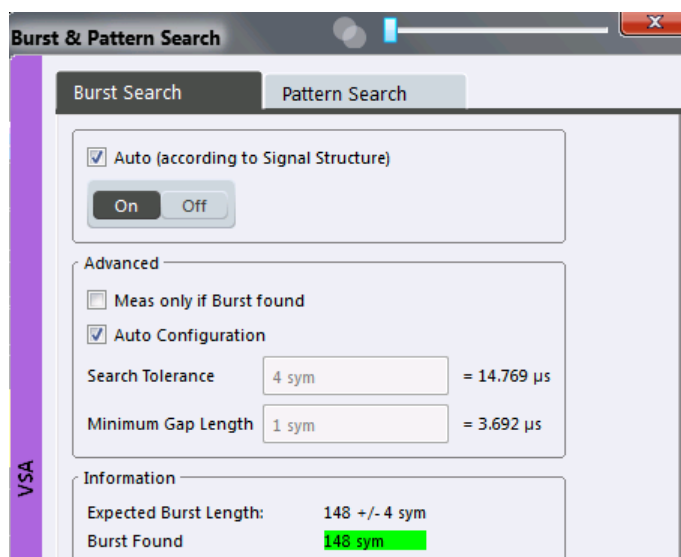 Burst & Pattern Search
x
Burst Search Pattern Search
Auto (according to Signal Structure)
On Off
Advanced
Meas only if Burst found
Auto Configuration
Search Tolerance 4 sym = 14.769 µs
Minimum Gap Length 1 sym = 3.692 µs
VSA
Information
Expected Burst Length: 148 +/- 4 sym
Burst Found 148 sym